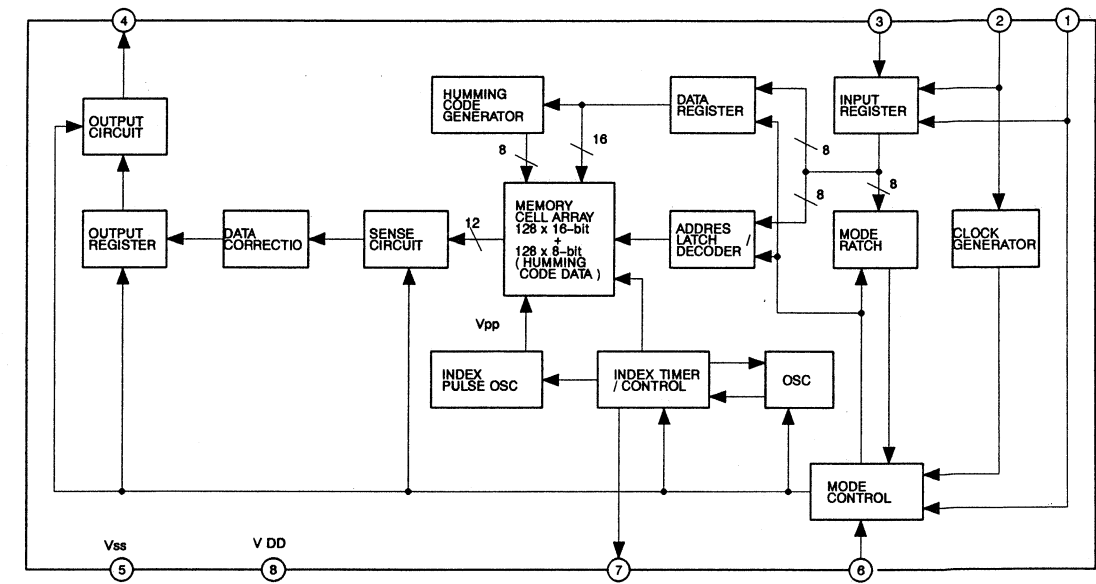 4
3
2
1
HUMMING
CODE
GENERATOR
DATA
REGISTER
INPUT
REGISTER
OUTPUT
CIRCUIT
8
16
8
8
8
MEMORY
CELL ARRAY
128 x 16-bit
+
128 x 8-bit
( HUMMING
CODE DATA )
12
OUTPUT
REGISTER
DATA
CORRECTIO
SENSE
CIRCUIT
ADDRES
LATCH /
DECODER
MODE
RATCH
CLOCK
GENERATOR
Vpp
INDEX
PULSE OSC
INDEX TIMER
/ CONTROL
OSC
MODE
CONTROL
Vss
V DD
5
8
7
6